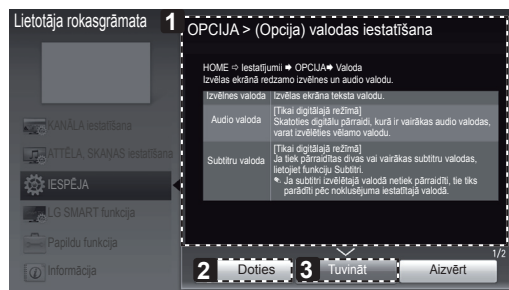 Lietotāja rokasgrāmata
1
OPCIJA > (Opcija) valodas iestatīšana
HOME ⇨ Iestatījumii ➡ OPCIJA➡ Valoda
Izvēlas ekrānā redzamo izvēlnes un audio valodu.
Izvēlnes valoda Izvēlas ekrāna teksta valodu.
Audio valoda
[Tikai digitālajā režīmā]
Skatoties digitālu pārraidi, kurā ir vairākas audio valodas,
varat izvēlēties vēlamo valodu.
Subtitru valoda
[Tikai digitālajā režīmā]
Ja tiek pārraidītas divas vai vairākas subtitru valodas,
lietojiet funkciju Subtitri.
Ja subtitri izvēlētajā valodā netiek pārraidīti, tie tiks
parādīti pēc noklusējuma iestatītajā valodā.
KANĀLA iestatīšana
ATTĒLA, SKAŅAS iestatīšana
IESPĒJA
LG SMART funkcija
Papildu funkcija
Informācija
1/2
2 Doties
3 Tuvināt
Aizvērt